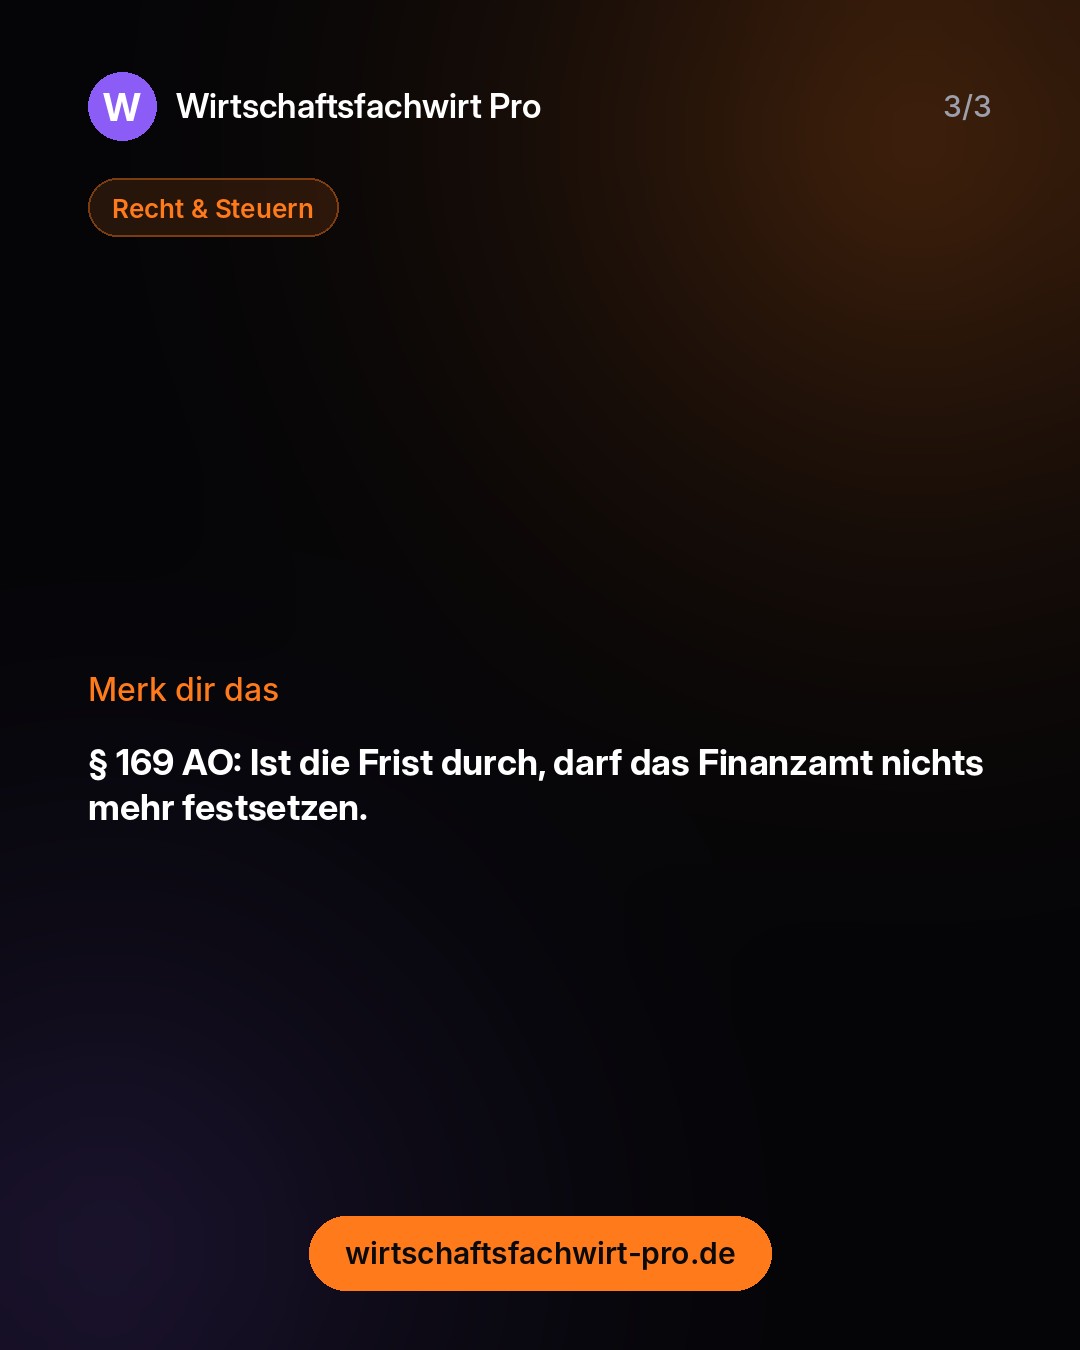 W Wirtschaftsfachwirt Pro 3/3
Recht & Steuern
Merk dir das
§ 169 AO: Ist die Frist durch, darf das Finanzamt nichts
mehr festsetzen.
wirtschaftsfachwirt-pro.de